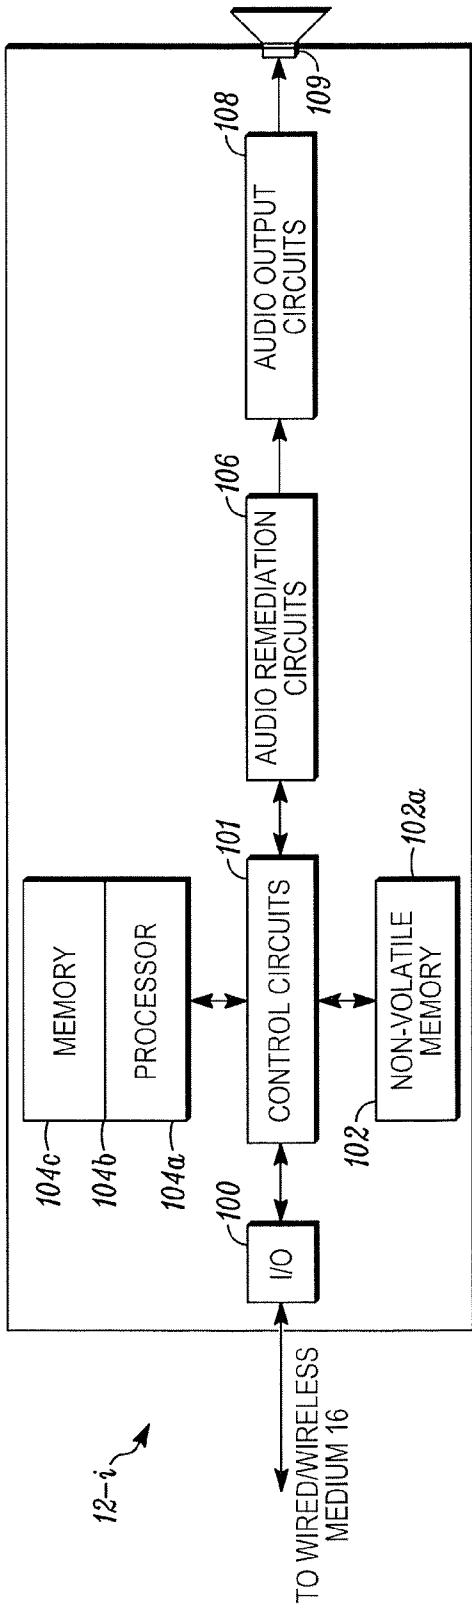 12-i
TO WIRED/WIRELESS
MEDIUM 16
100
I/O
104c
104b
104a
MEMORY
PROCESSOR
101
CONTROL CIRCUITS
102
102a
NON-VOLATILE
MEMORY
106
AUDIO REMEDIATION
CIRCUITS
108
AUDIO OUTPUT
CIRCUITS
109